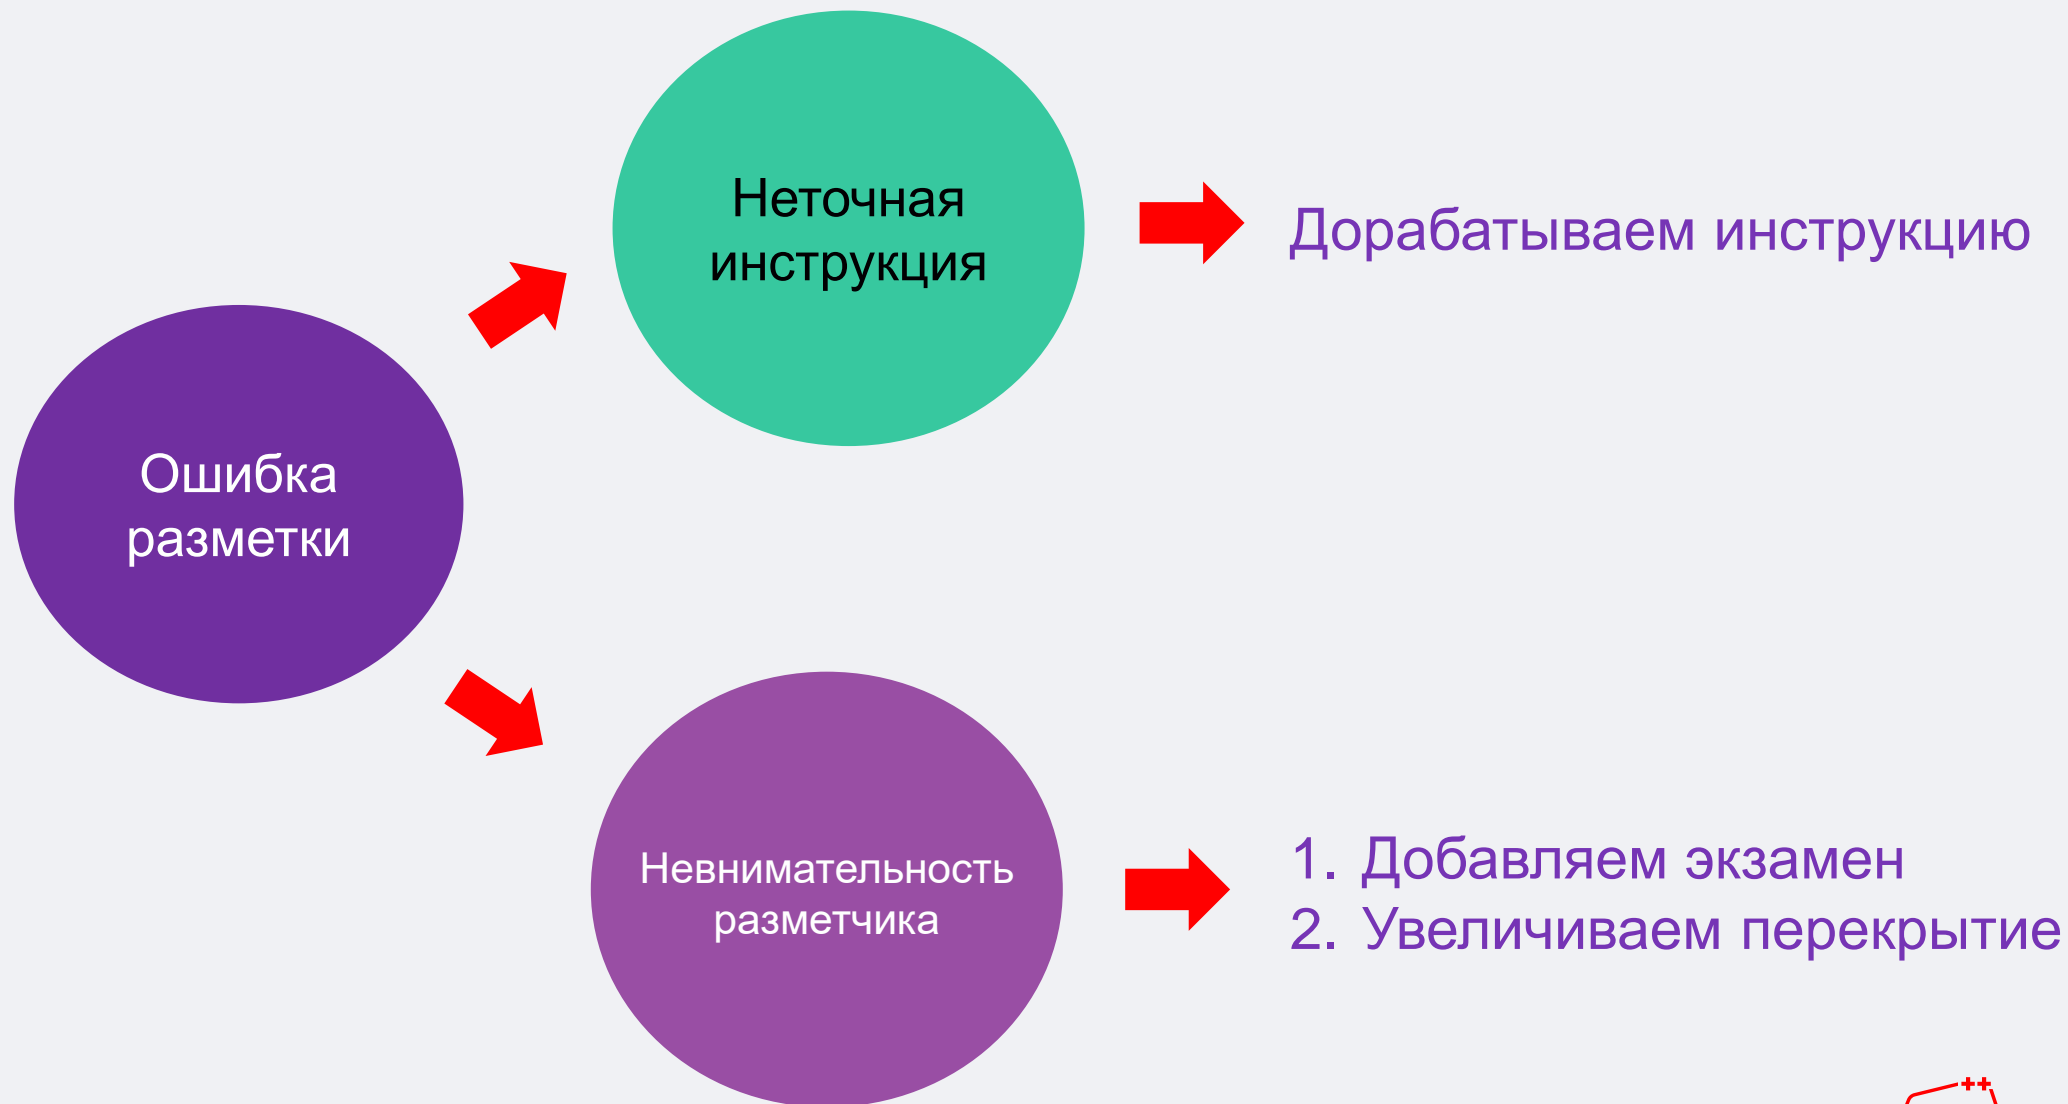 Неточная
инструкция
Дорабатываем инструкцию
Ошибка
разметки
Невнимательность
разметчика
1. Добавляем экзамен
2. Увеличиваем перекрытие
++